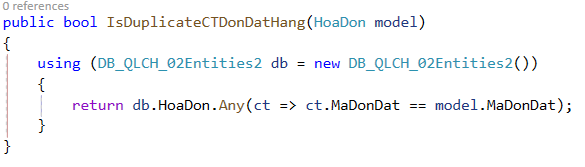 0 references
public bool IsDuplicateCTDonDatHang(HoaDon model)
{
    using (DB_QLCH_02Entities2 db = new DB_QLCH_02Entities2())
    {
        return db.HoaDon.Any(ct => ct.MaDonDat == model.MaDonDat);
    }
}